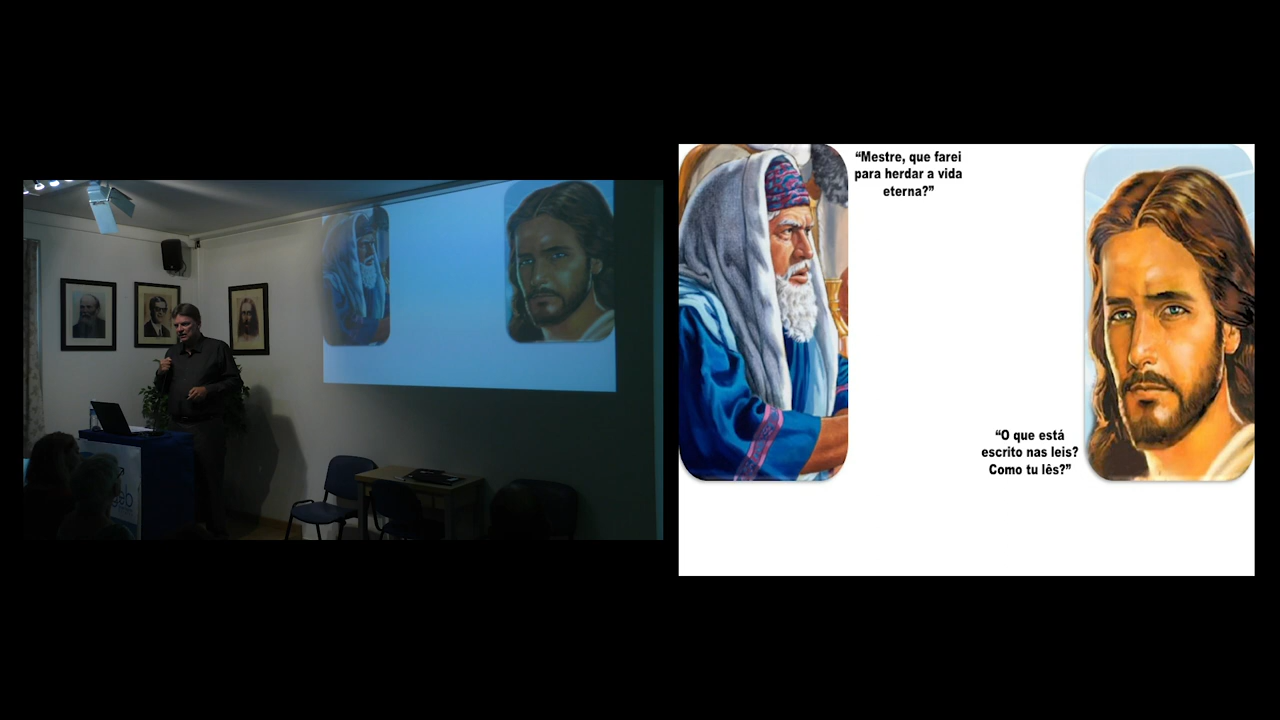 “Mestre, que farei
para herdar a vida
eterna?”
“O que está
escrito nas leis?
Como tu lês?”